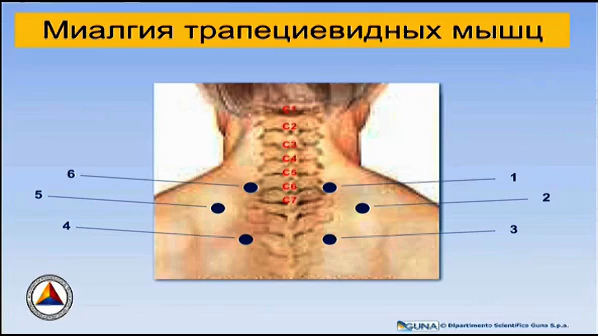 Миалгия трапециевидных мышц
C1
C2
C3
C4
C5
C6
C7
6
5
4
1
2
3
GUNA © Dipartimento Scientifico Guna S.p.a.